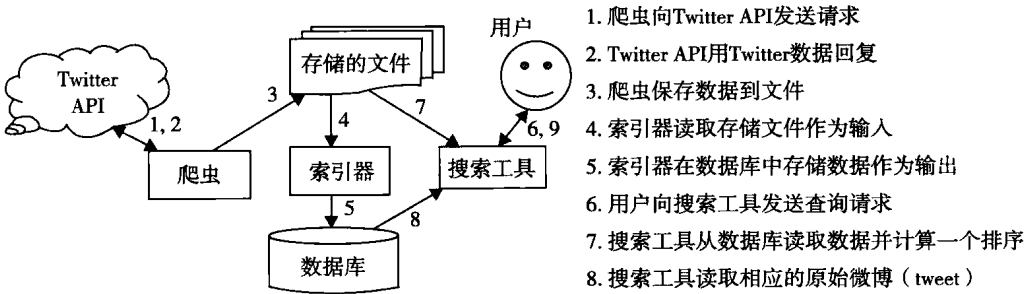 Twitter
API
1, 2
爬虫
3
存储的文件
4
索引器
5
数据库
7
8
搜索工具
6, 9
用户
1. 爬虫向Twitter API发送请求
2. Twitter API用Twitter数据回复
3. 爬虫保存数据到文件
4. 索引器读取存储文件作为输入
5. 索引器在数据库中存储数据作为输出
6. 用户向搜索工具发送查询请求
7. 搜索工具从数据库读取数据并计算一个排序
8. 搜索工具读取相应的原始微博（tweet）